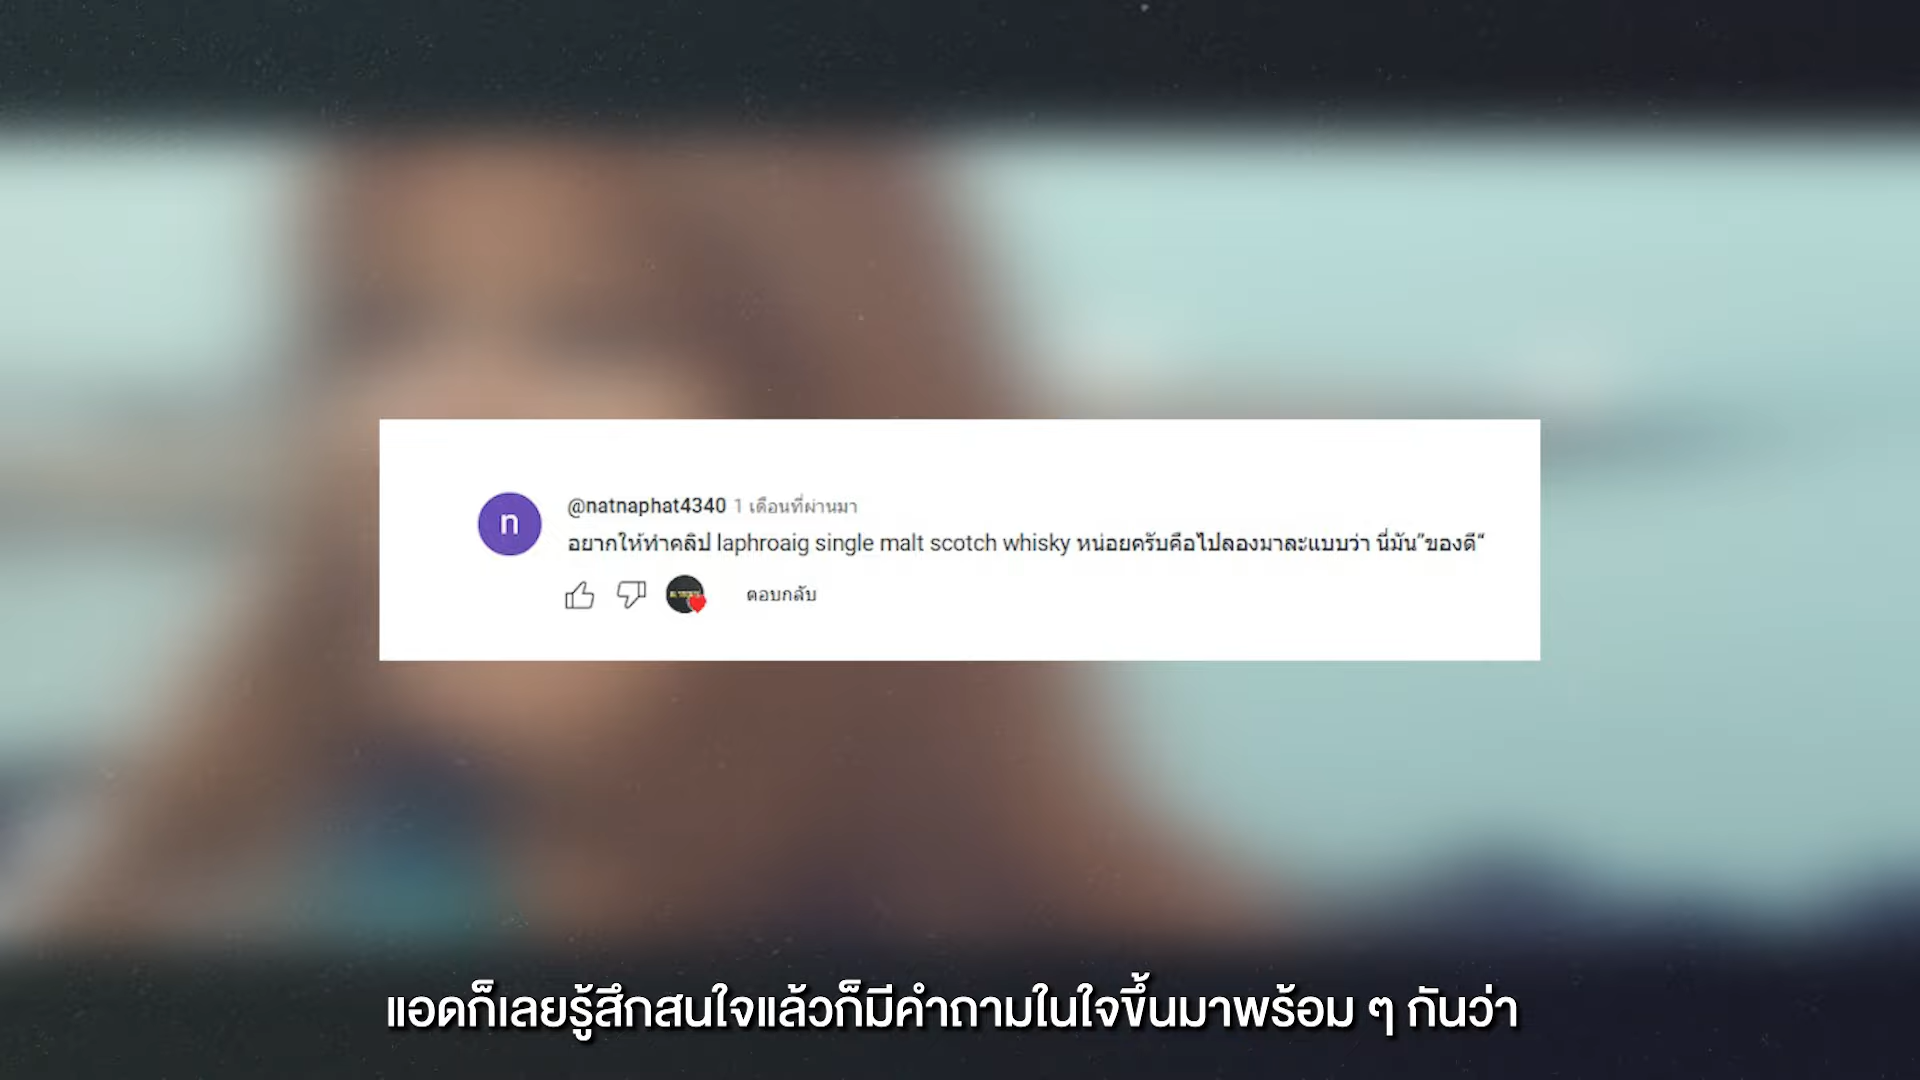 n
@natnaphat4340 1 เดือนที่ผ่านมา
อยากให้ทำคลิป laphroaig single malt scotch whisky หน่อยครับคือไปลองมาละแบบว่า นี่มัน”ของดี“
ตอบกลับ
แอดก็เลยรู้สึกสนใจแล้วก็มีคำถามในใจขึ้นมาพร้อม ๆ กันว่า